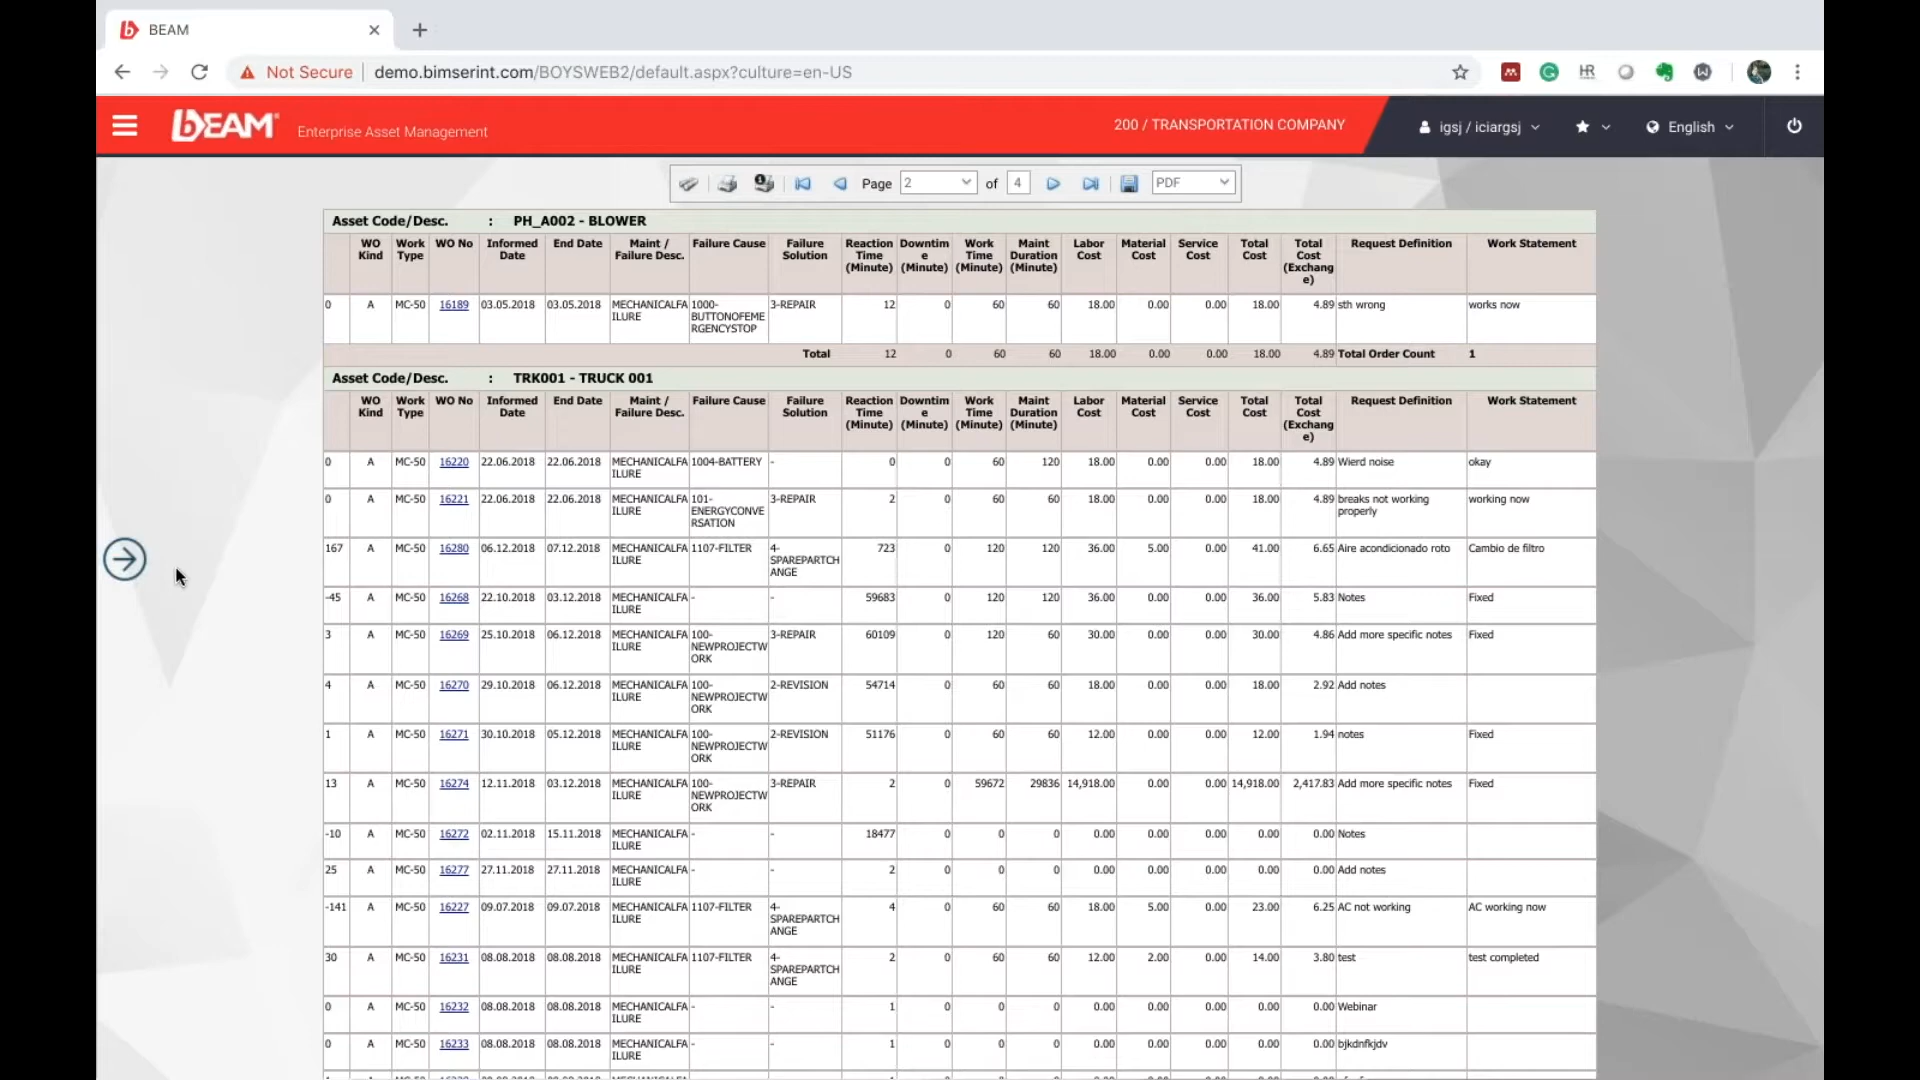 BEAM
Not Secure demo.bimserint.com/BOYSWEB2/default.aspx?culture=en-US HR
bEAM Enterprise Asset Management 200 / TRANSPORTATION COMPANY igsj / iciargsj English
Page 2 of 4 PDF
Asset Code/Desc. : PH_A002 - BLOWER
WO Kind Work Type WO No Informed Date End Date Maint / Failure Desc. Failure Cause Failure Solution Reaction Time (Minute) Downtime (Minute) Work Time (Minute) Maint Duration (Minute) Labor Cost Material Cost Service Cost Total Cost Total Cost (Exchange) Request Definition Work Statement
0 A MC-50 16189 03.05.2018 03.05.2018 MECHANICALFAILURE 1000-BUTTONOFEMERGENCYSTOP 3-REPAIR 12 0 60 60 18.00 0.00 0.00 18.00 4.89 sth wrong works now
Total 12 0 60 60 18.00 0.00 0.00 18.00 4.89 Total Order Count 1
Asset Code/Desc. : TRK001 - TRUCK 001
WO Kind Work Type WO No Informed Date End Date Maint / Failure Desc. Failure Cause Failure Solution Reaction Time (Minute) Downtime (Minute) Work Time (Minute) Maint Duration (Minute) Labor Cost Material Cost Service Cost Total Cost Total Cost (Exchange) Request Definition Work Statement
0 A MC-50 16220 22.06.2018 22.06.2018 MECHANICALFAILURE 1004-BATTERY - 0 0 60 120 18.00 0.00 0.00 18.00 4.89 Wierd noise okay
0 A MC-50 16221 22.06.2018 22.06.2018 MECHANICALFAILURE 101-ENERGYCONVERSATION 3-REPAIR 2 0 60 60 18.00 0.00 0.00 18.00 4.89 breaks not working properly working now
167 A MC-50 16280 06.12.2018 07.12.2018 MECHANICALFAILURE 1107-FILTER 4-SPAREPARTCHANGE 723 0 120 120 36.00 5.00 0.00 41.00 6.65 Aire acondicionado roto Cambio de filtro
-45 A MC-50 16268 22.10.2018 03.12.2018 MECHANICALFAILURE - - 59683 0 120 120 36.00 0.00 0.00 36.00 5.83 Notes Fixed
3 A MC-50 16269 25.10.2018 06.12.2018 MECHANICALFAILURE 100-NEWPROJECTWORK 3-REPAIR 60109 0 120 60 30.00 0.00 0.00 30.00 4.86 Add more specific notes Fixed
4 A MC-50 16270 29.10.2018 06.12.2018 MECHANICALFAILURE 100-NEWPROJECTWORK 2-REVISION 54714 0 60 60 18.00 0.00 0.00 18.00 2.92 Add notes
1 A MC-50 16271 30.10.2018 05.12.2018 MECHANICALFAILURE 100-NEWPROJECTWORK 2-REVISION 51176 0 60 60 12.00 0.00 0.00 12.00 1.94 notes Fixed
13 A MC-50 16274 12.11.2018 03.12.2018 MECHANICALFAILURE 100-NEWPROJECTWORK 3-REPAIR 2 0 59672 29836 14,918.00 0.00 0.00 14,918.00 2,417.83 Add more specific notes Fixed
-10 A MC-50 16272 02.11.2018 15.11.2018 MECHANICALFAILURE - - 18477 0 0 0 0.00 0.00 0.00 0.00 0.00 Notes
25 A MC-50 16277 27.11.2018 27.11.2018 MECHANICALFAILURE - - 2 0 0 0 0.00 0.00 0.00 0.00 0.00 Add notes
-141 A MC-50 16227 09.07.2018 09.07.2018 MECHANICALFAILURE 1107-FILTER 4-SPAREPARTCHANGE 4 0 60 60 18.00 5.00 0.00 23.00 6.25 AC not working AC working now
30 A MC-50 16231 08.08.2018 08.08.2018 MECHANICALFAILURE 1107-FILTER 4-SPAREPARTCHANGE 2 0 60 60 12.00 2.00 0.00 14.00 3.80 test test completed
0 A MC-50 16232 08.08.2018 08.08.2018 MECHANICALFAILURE - - 1 0 0 0 0.00 0.00 0.00 0.00 0.00 Webinar
0 A MC-50 16233 08.08.2018 08.08.2018 MECHANICALFAILURE - - 1 0 0 0 0.00 0.00 0.00 0.00 0.00 bjkdnfkjdv